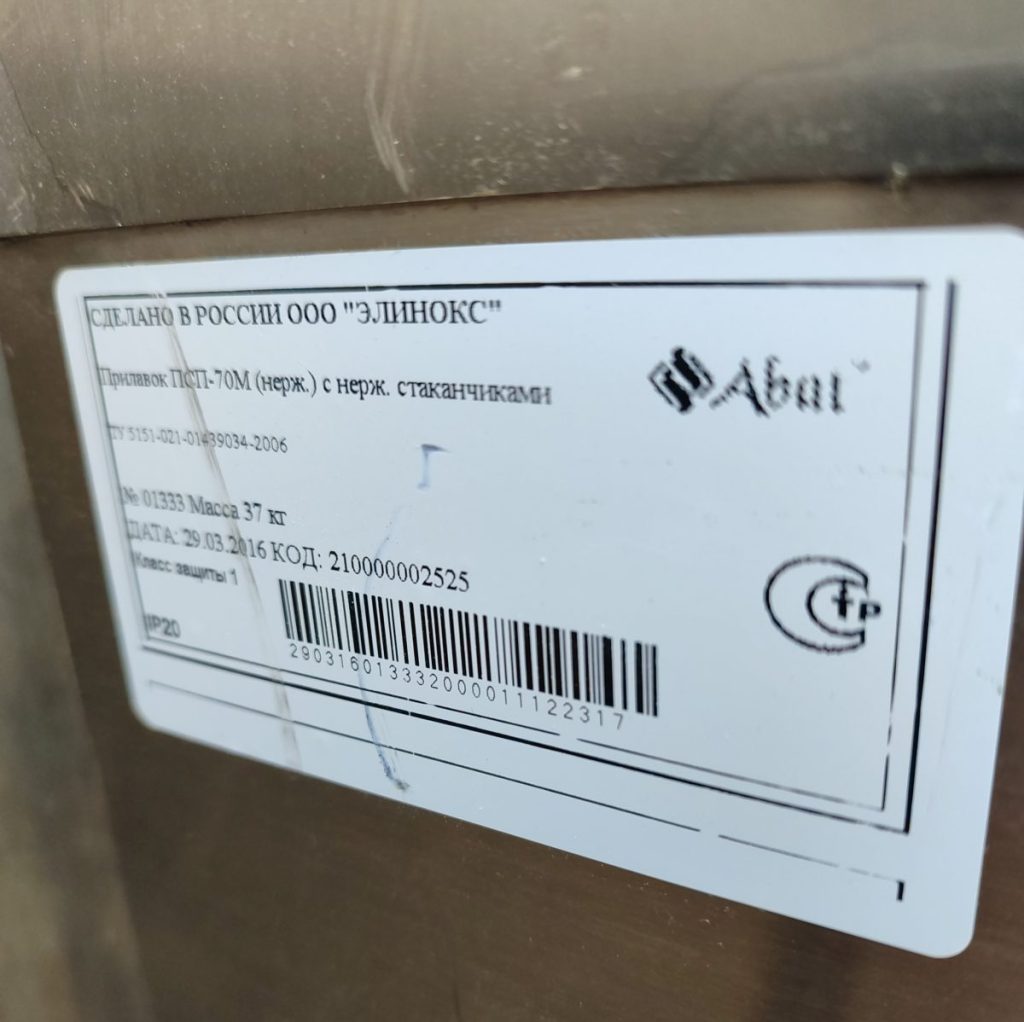 СДЕЛАНО В РОССИИ ООО "ЭЛИНОКС"
Прилавок ПСП-70М (нерж.) с нерж. стаканчиками
Abat
ТУ 5151-021-01439034-2006
№ 01333 Масса 37 кг
ДАТА: 29.03.2016 КОД: 210000002525
Класс защиты 1
IP20
290316013332000011122317